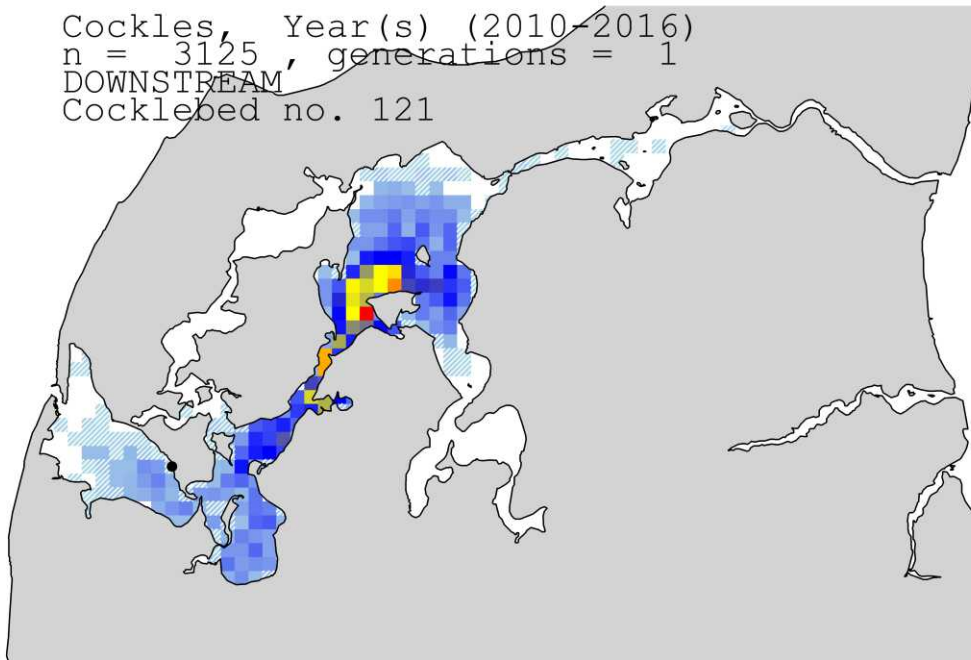 Cockles, Year(s) (2010-2016)
n = 3125 , generations = 1
DOWNSTREAM
Cocklebed no. 121